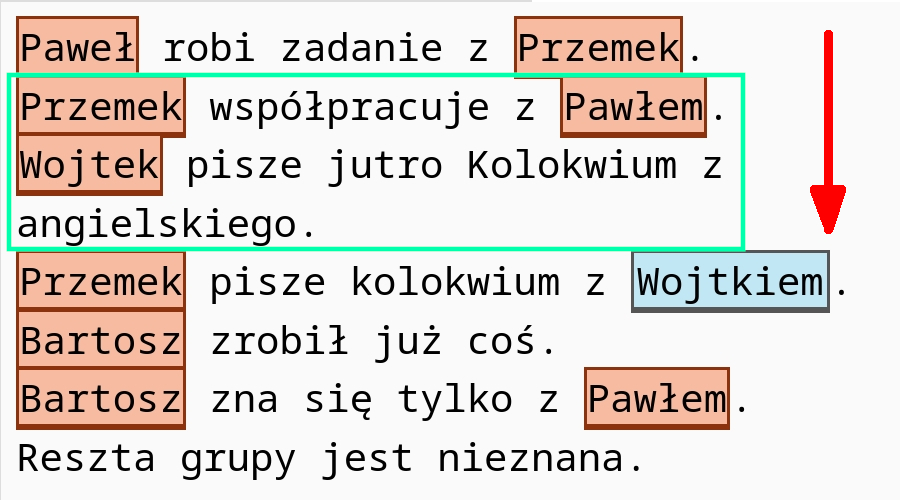 Paweł robi zadanie z Przemek.
Przemek współpracuje z Pawłem.
Wojtek pisze jutro Kolokwium z
angielskiego.
Przemek pisze kolokwium z Wojtkiem.
Bartosz zrobił już coś.
Bartosz zna się tylko z Pawłem.
Reszta grupy jest nieznana.